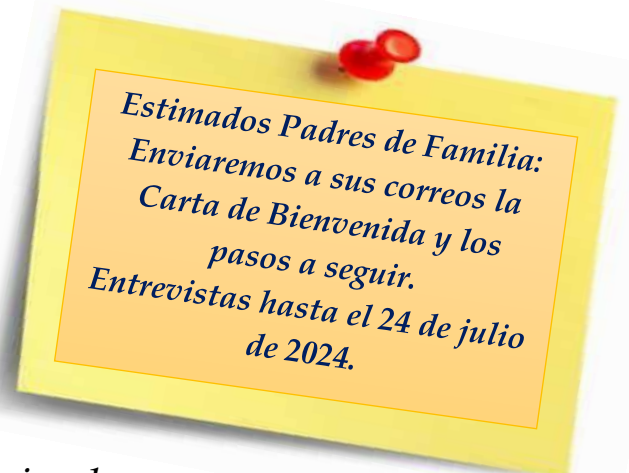 Estimados Padres de Familia:
Enviaremos a sus correos la
Carta de Bienvenida y los
pasos a seguir.
Entrevistas hasta el 24 de julio
de 2024.